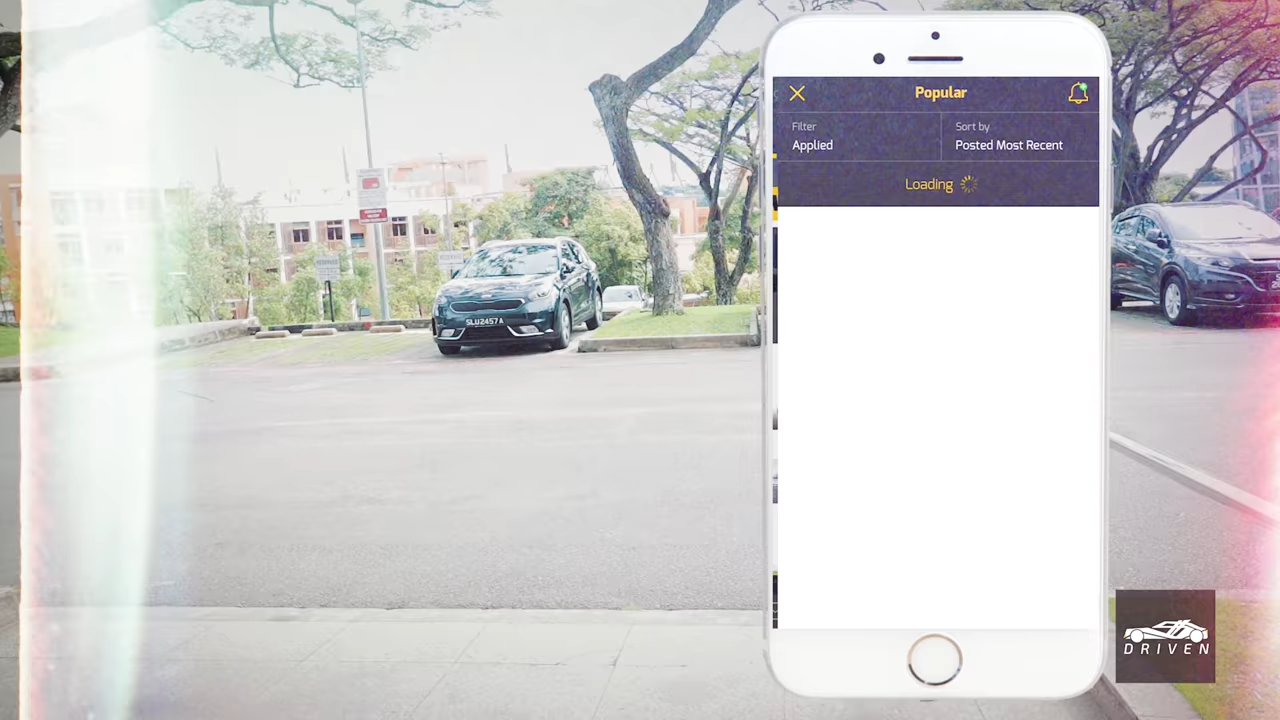 Popular
Filter
Sort by
Applied
Posted Most Recent
Loading
SLU2457A
DRIVEN